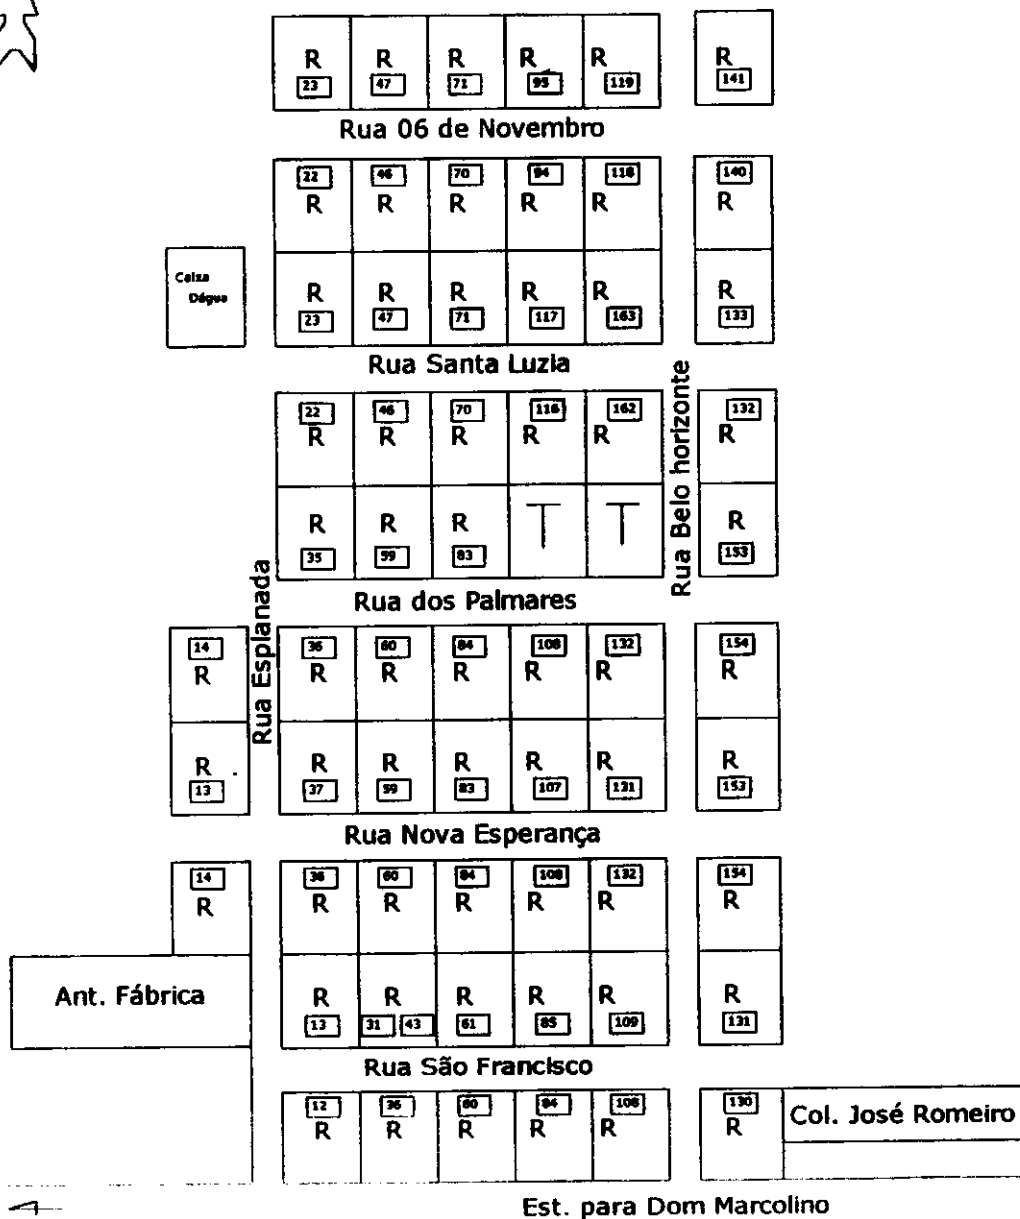 R R R R R R
23 47 71 95 119 141
Rua 06 de Novembro
22 46 70 94 118 140
R R R R R R
Caixa
Dágua
R R R R R R
23 47 71 117 163 133
Rua Santa Luzia
22 46 70 116 162 132
R R R R R R
Rua Belo horizonte
R R R T T R
35 59 83 153
Rua dos Palmares
Rua Esplanada
14 36 60 84 108 132 154
R R R R R R R
R R R R R R R
13 37 59 83 107 131 153
Rua Nova Esperança
14 36 60 84 108 132 154
R R R R R R R
Ant. Fábrica
R R R R R R
13 31 43 61 85 109 131
Rua São Francisco
12 36 60 84 108 130
R R R R R R
Col. José Romeiro
Est. para Dom Marcolino